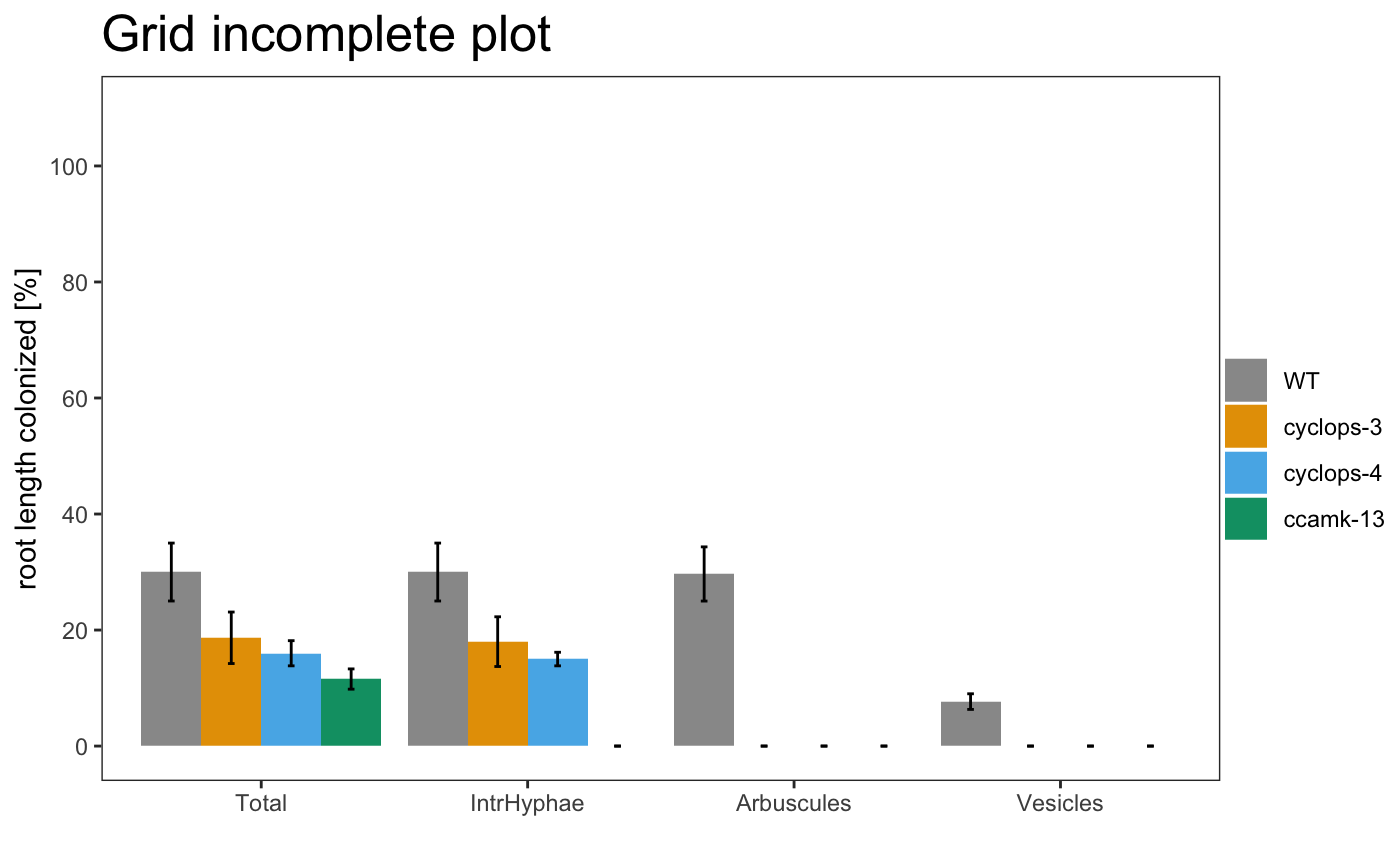 Grid incomplete plot
root length colonized [%]
100
80
60
40
20
0
Total
IntrHyphae
Arbuscules
Vesicles
WT
cyclops-3
cyclops-4
ccamk-13